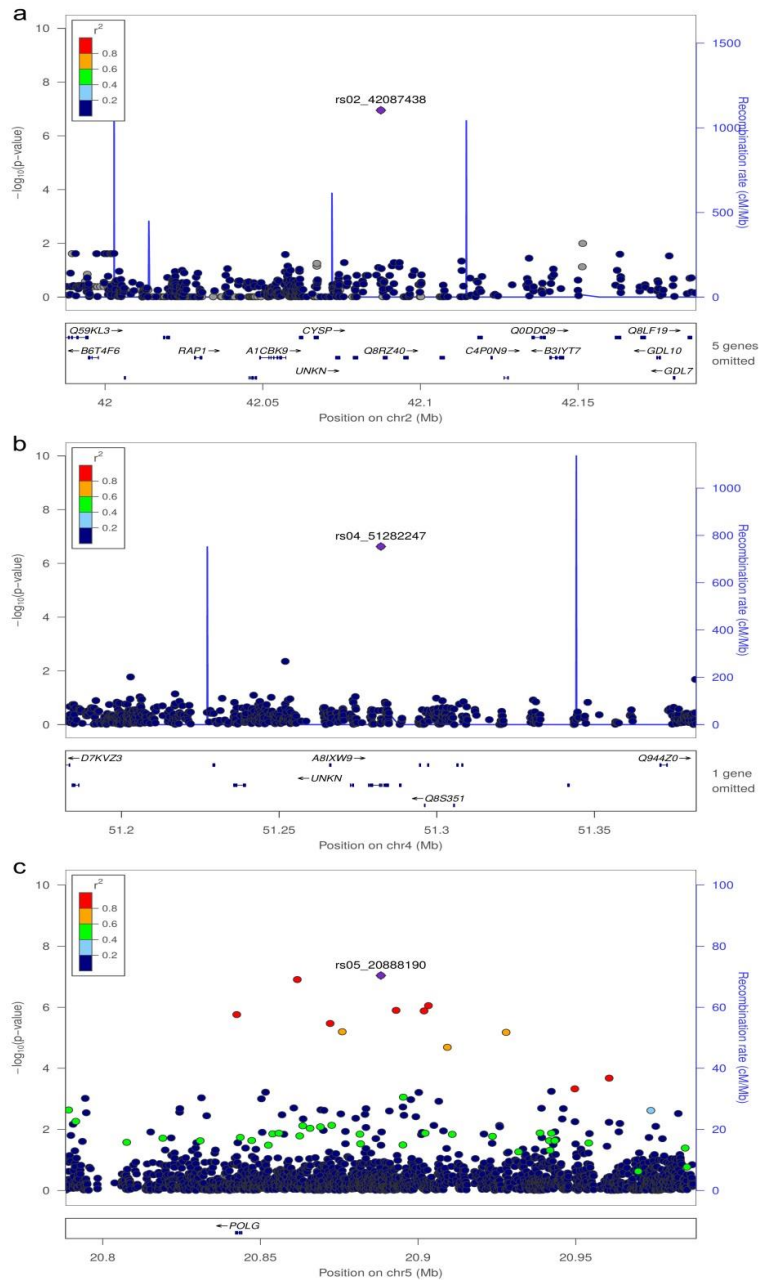 a
r2
0.8
0.6
0.4
0.2
rs02_42087438
10
8
6
4
2
0
−log10(p−value)
1500
1000
500
0
Recombination rate (cM/Mb)
Q59KL3→ CYSP→ Q0DDQ9→ Q8LF19→
←B6T4F6 RAP1→ A1CBK9→ Q8RZ40→ C4P0N9→ ←B3IYT7 ←GDL10
UNKN→ ←GDL7
5 genes
omitted
42 42.05 42.1 42.15
Position on chr2 (Mb)
b
r2
0.8
0.6
0.4
0.2
rs04_51282247
10
8
6
4
2
0
−log10(p−value)
1000
800
600
400
200
0
Recombination rate (cM/Mb)
←D7KVZ3 A8IXW9→ Q944Z0→
←UNKN
←Q8S351
1 gene
omitted
51.2 51.25 51.3 51.35
Position on chr4 (Mb)
c
r2
0.8
0.6
0.4
0.2
rs05_20888190
10
8
6
4
2
0
−log10(p−value)
100
80
60
40
20
0
Recombination rate (cM/Mb)
←POLG
20.8 20.85 20.9 20.95
Position on chr5 (Mb)